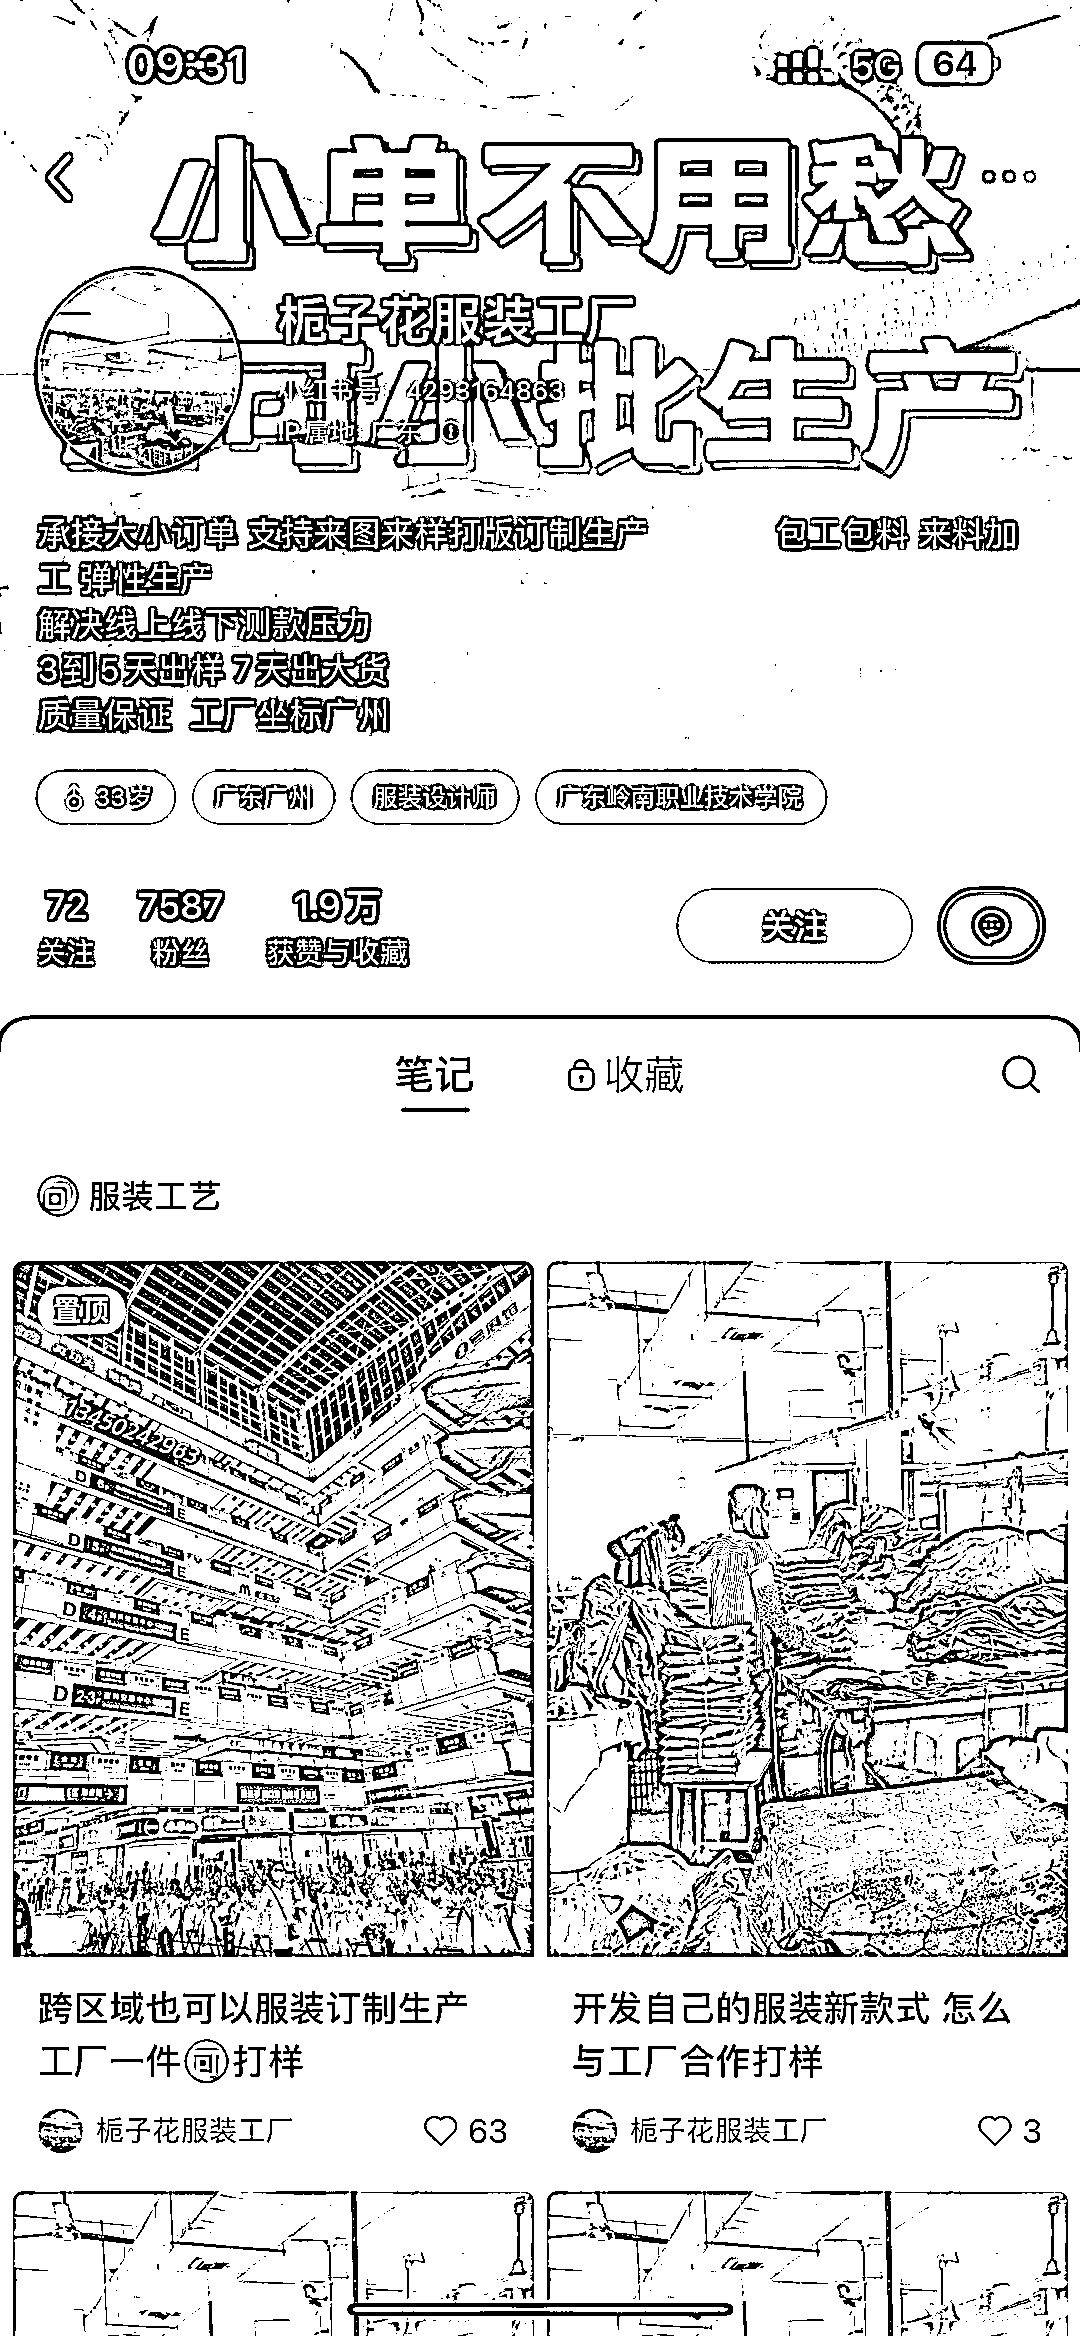 09:31
5G 64
小单不用愁
栀子花服装工厂
可小批生产
小红书号：4293164863
IP属地：广东
承接大小订单 支持来图来样打版订制生产 包工包料 来料加
工 弹性生产
解决线上线下测款压力
3到5天出样 7天出大货
质量保证 工厂坐标广州
33岁 广东广州 服装设计师 广东岭南职业技术学院
72 7587 1.9万
关注 粉丝 获赞与收藏
关注
笔记 收藏
服装工艺
置顶
跨区域也可以服装订制生产
工厂一件可打样
栀子花服装工厂 63
开发自己的服装新款式 怎么
与工厂合作打样
栀子花服装工厂 3